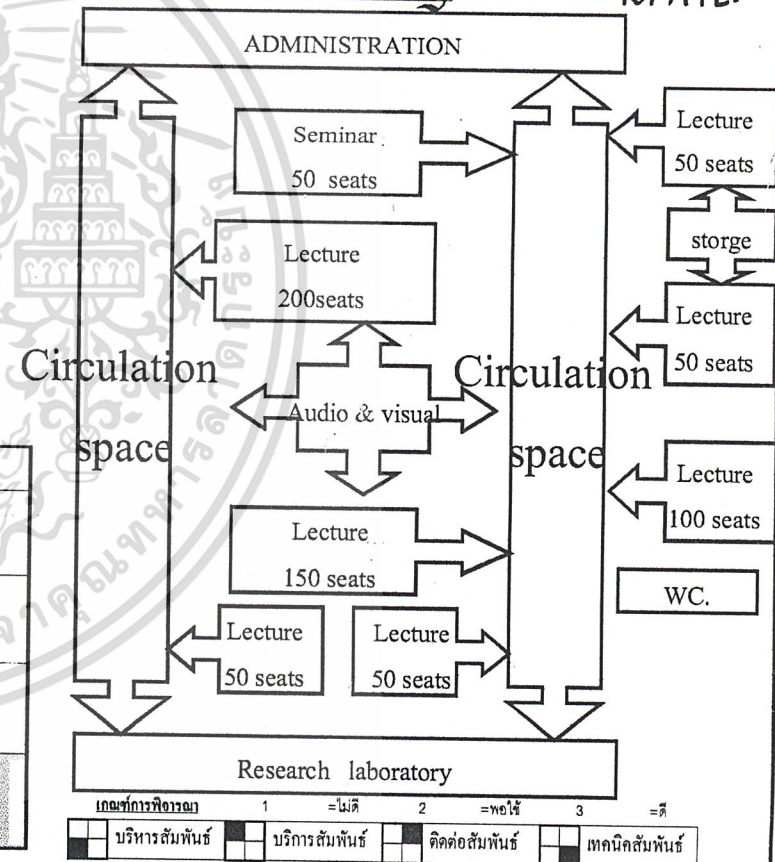 ADMINISTRATION
Seminar
50 seats
Lecture
50 seats
storge
Lecture
200seats
Lecture
50 seats
Circulation
space
Audio & visual
Circulation
space
Lecture
100 seats
Lecture
150 seats
WC.
Lecture
50 seats
Lecture
50 seats
Research laboratory
เกณฑ์การพิจารณา 1 =ไม่ดี 2 =พอใช้ 3 =ดี
บริหารสัมพันธ์ บริการสัมพันธ์ ติดต่อสัมพันธ์ เทคนิคสัมพันธ์